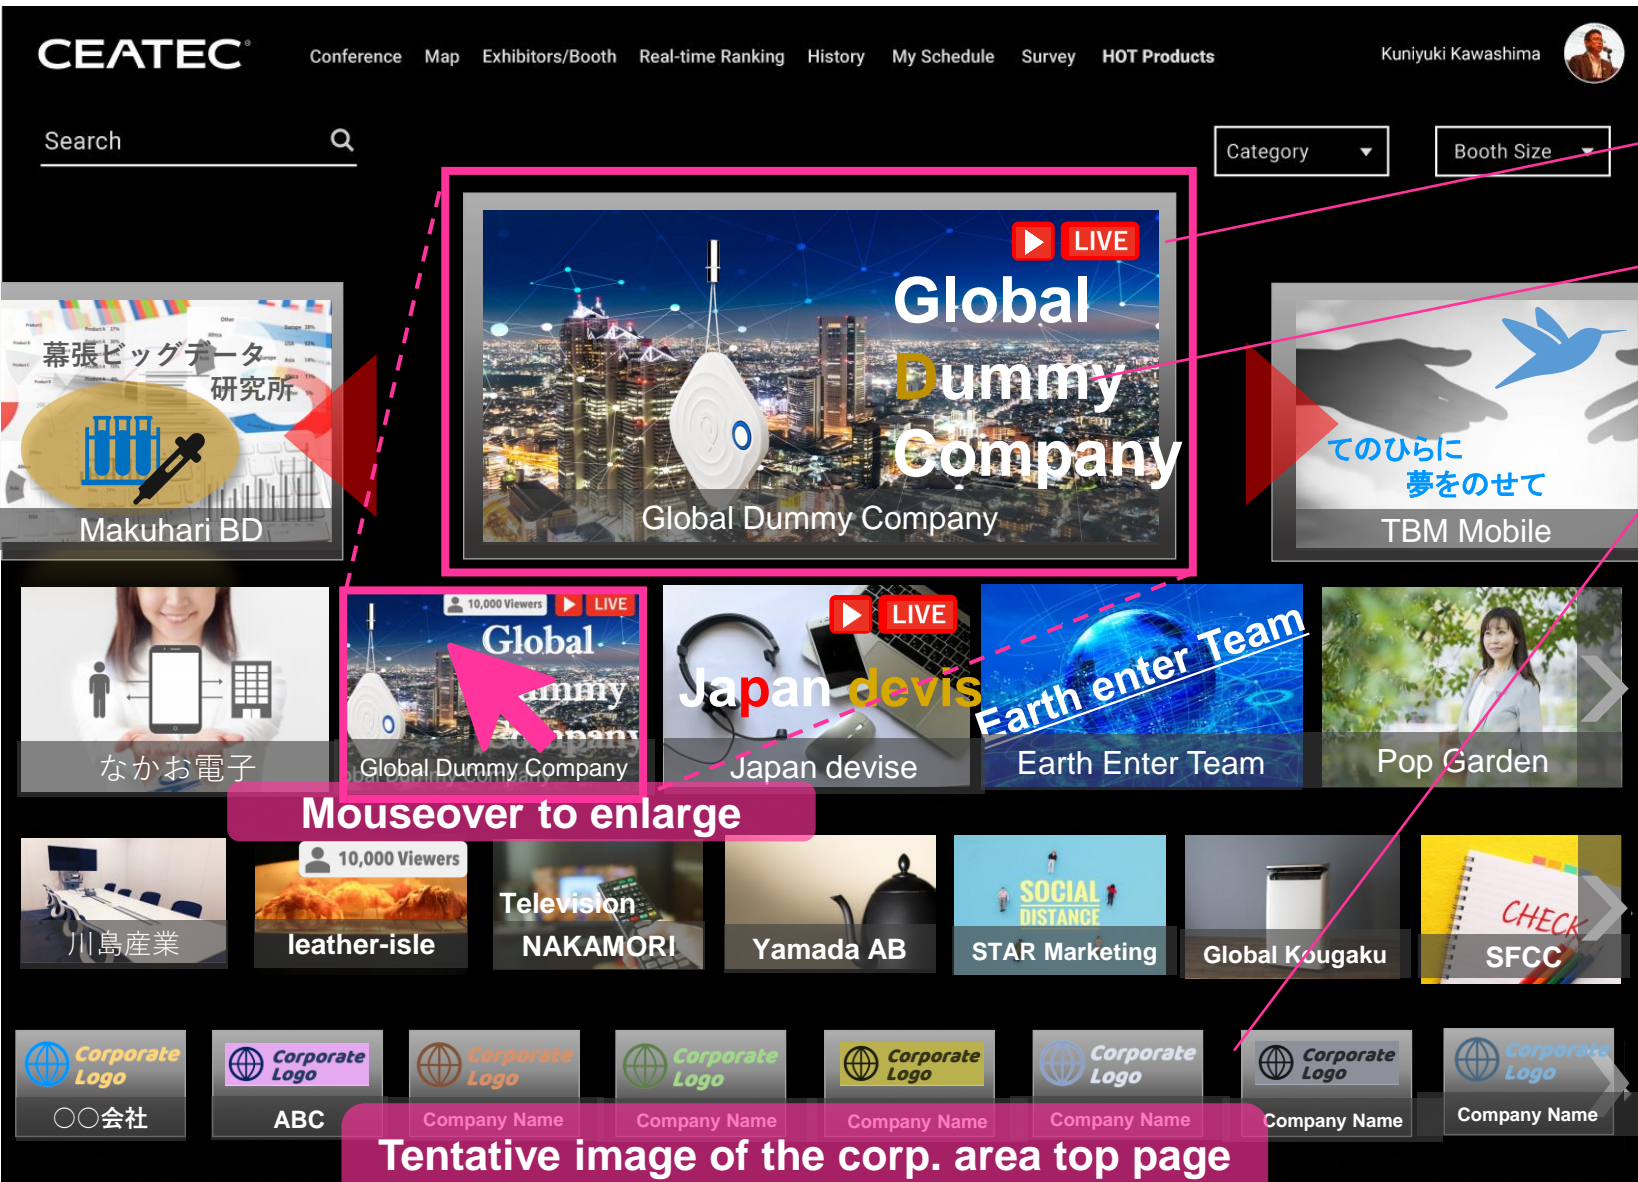 CEATEC
Conference Map Exhibitors/Booth Real-time Ranking History My Schedule Survey HOT Products
Kuniyuki Kawashima
Search
Category
Booth Size
LIVE
Global
Dummy
Company
Global Dummy Company
幕張ビッグデータ
研究所
Makuhari BD
てのひらに
夢をのせて
TBM Mobile
なかお電子
10,000 Viewers
LIVE
Global
Company
Global Dummy Company
LIVE
Japan devis
Japan devise
Earth enter Team
Earth Enter Team
Pop Garden
Mouseover to enlarge
川島産業
10,000 Viewers
leather-isle
Television
NAKAMORI
Yamada AB
SOCIAL
DISTANCE
STAR Marketing
Global Kougaku
CHECK
SFCC
Corporate
Logo
〇〇会社
Corporate
Logo
ABC
Corporate
Logo
Company Name
Corporate
Logo
Company Name
Corporate
Logo
Company Name
Corporate
Logo
Company Name
Corporate
Logo
Company Name
Corporate
Logo
Company Name
Tentative image of the corp. area top page